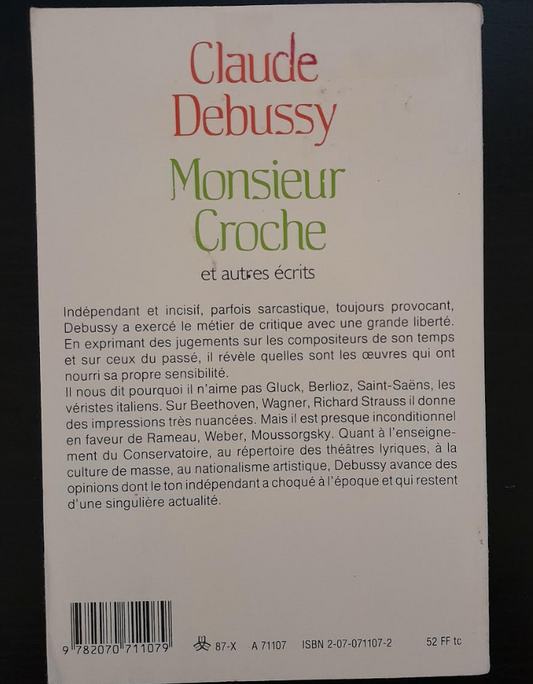 Claude
Debussy
Monsieur
Croche
et autres écrits
Indépendant et incisif, parfois sarcastique, toujours provocant,
Debussy a exercé le métier de critique avec une grande liberté.
En exprimant des jugements sur les compositeurs de son temps
et sur ceux du passé, il révèle quelles sont les œuvres qui ont
nourri sa propre sensibilité.
Il nous dit pourquoi il n'aime pas Gluck, Berlioz, Saint-Saëns, les
véristes italiens. Sur Beethoven, Wagner, Richard Strauss il donne
des impressions très nuancées. Mais il est presque inconditionnel
en faveur de Rameau, Weber, Moussorgsky. Quant à l'enseigne-
ment du Conservatoire, au répertoire des théâtres lyriques, à la
culture de masse, au nationalisme artistique, Debussy avance des
opinions dont le ton indépendant a choqué à l'époque et qui restent
d'une singulière actualité.
9 782070 711079 87-X A 71107 ISBN 2-07-071107-2 52 FF tc